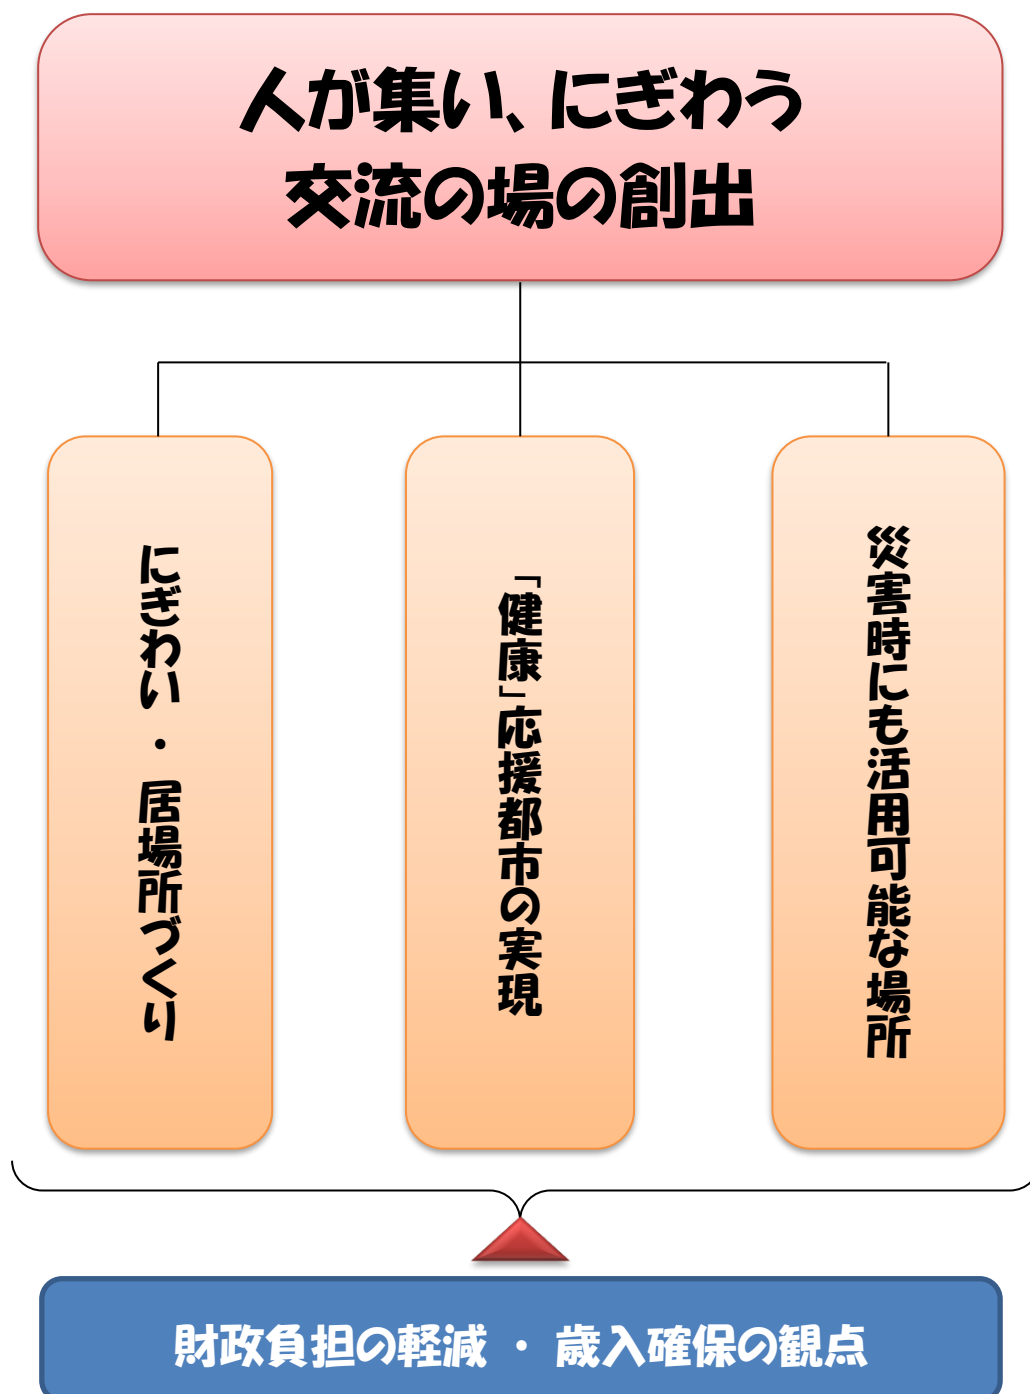 人が集い、にぎわう
交流の場の創出
にぎわい ・ 居場所づくり
「健康」応援都市の実現
災害時にも活用可能な場所
財政負担の軽減 ・ 歳入確保の観点